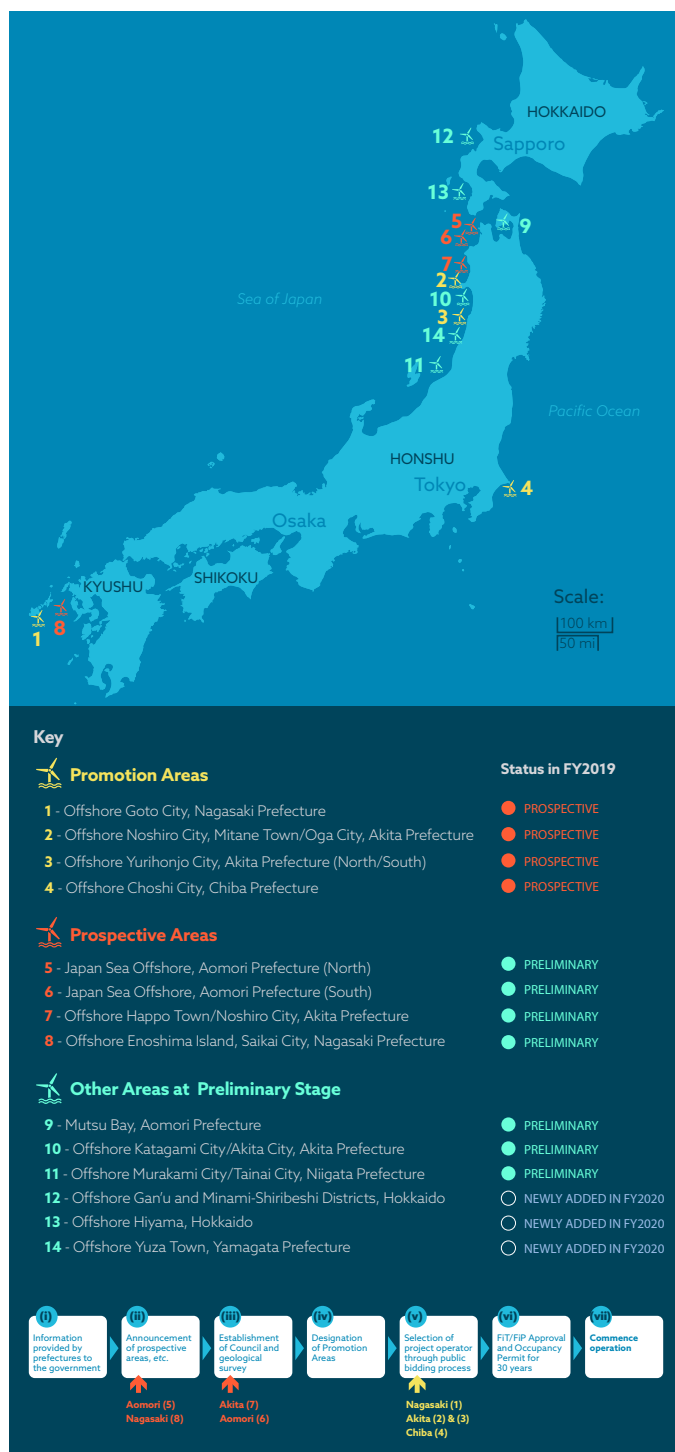 HOKKAIDO
12
Sapporo
13
5
9
6
7
2
Sea of Japan
10
3
14
11
Pacific Ocean
HONSHU
Tokyo
4
Osaka
SHIKOKU
KYUSHU
Scale:
100 km
50 mi
8
1
Key
Promotion Areas
Status in FY2019
1 - Offshore Goto City, Nagasaki Prefecture
PROSPECTIVE
2 - Offshore Noshiro City, Mitane Town/Oga City, Akita Prefecture
PROSPECTIVE
3 - Offshore Yurihonjo City, Akita Prefecture (North/South)
PROSPECTIVE
4 - Offshore Choshi City, Chiba Prefecture
PROSPECTIVE
Prospective Areas
5 - Japan Sea Offshore, Aomori Prefecture (North)
PRELIMINARY
6 - Japan Sea Offshore, Aomori Prefecture (South)
PRELIMINARY
7 - Offshore Happo Town/Noshiro City, Akita Prefecture
PRELIMINARY
8 - Offshore Enoshima Island, Saikai City, Nagasaki Prefecture
PRELIMINARY
Other Areas at Preliminary Stage
9 - Mutsu Bay, Aomori Prefecture
PRELIMINARY
10 - Offshore Katagami City/Akita City, Akita Prefecture
PRELIMINARY
11 - Offshore Murakami City/Tainai City, Niigata Prefecture
PRELIMINARY
12 - Offshore Gan'u and Minami-Shiribeshi Districts, Hokkaido
NEWLY ADDED IN FY2020
13 - Offshore Hiyama, Hokkaido
NEWLY ADDED IN FY2020
14 - Offshore Yuza Town, Yamagata Prefecture
NEWLY ADDED IN FY2020
(i)
Information
provided by
prefectures to
the government
(ii)
Announcement
of prospective
areas, etc.
(iii)
Establishment
of Council and
geological
survey
(iv)
Designation
of Promotion
Areas
(v)
Selection of
project operator
through public
bidding process
(vi)
FiT/FiP Approval
and Occupancy
Permit for
30 years
(vii)
Commence
operation
Aomori (5)
Nagasaki (8)
Akita (7)
Aomori (6)
Nagasaki (1)
Akita (2) & (3)
Chiba (4)